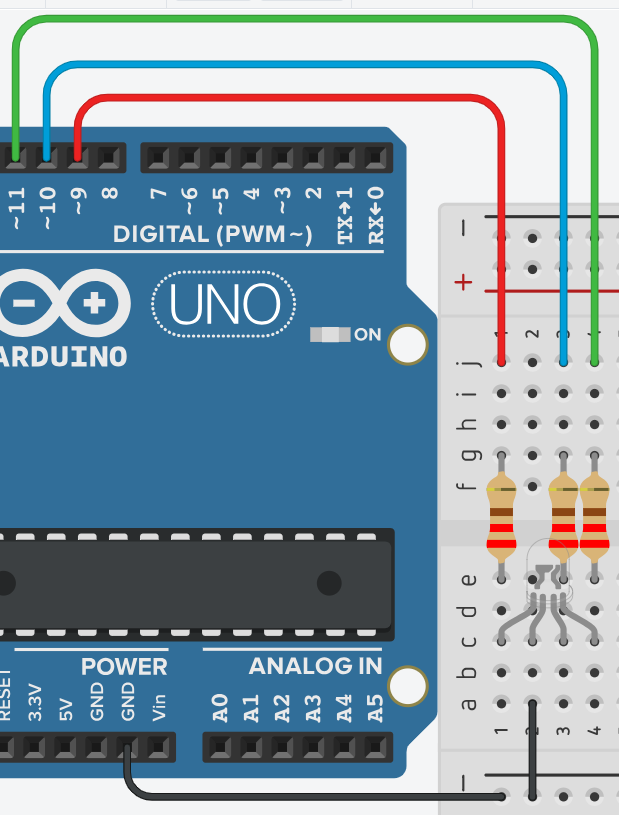 ~11 ~10 ~9 8 7 ~6 ~5 4 ~3 2 TX→1 RX←0
DIGITAL (PWM~)
UNO
ON
ARDUINO
− +
1 2 3 4
j
i
h
g
f
e
d
c
b
a
POWER
ANALOG IN
RESET 3.3V 5V GND GND Vin A0 A1 A2 A3 A4 A5
1 2 3 4
−